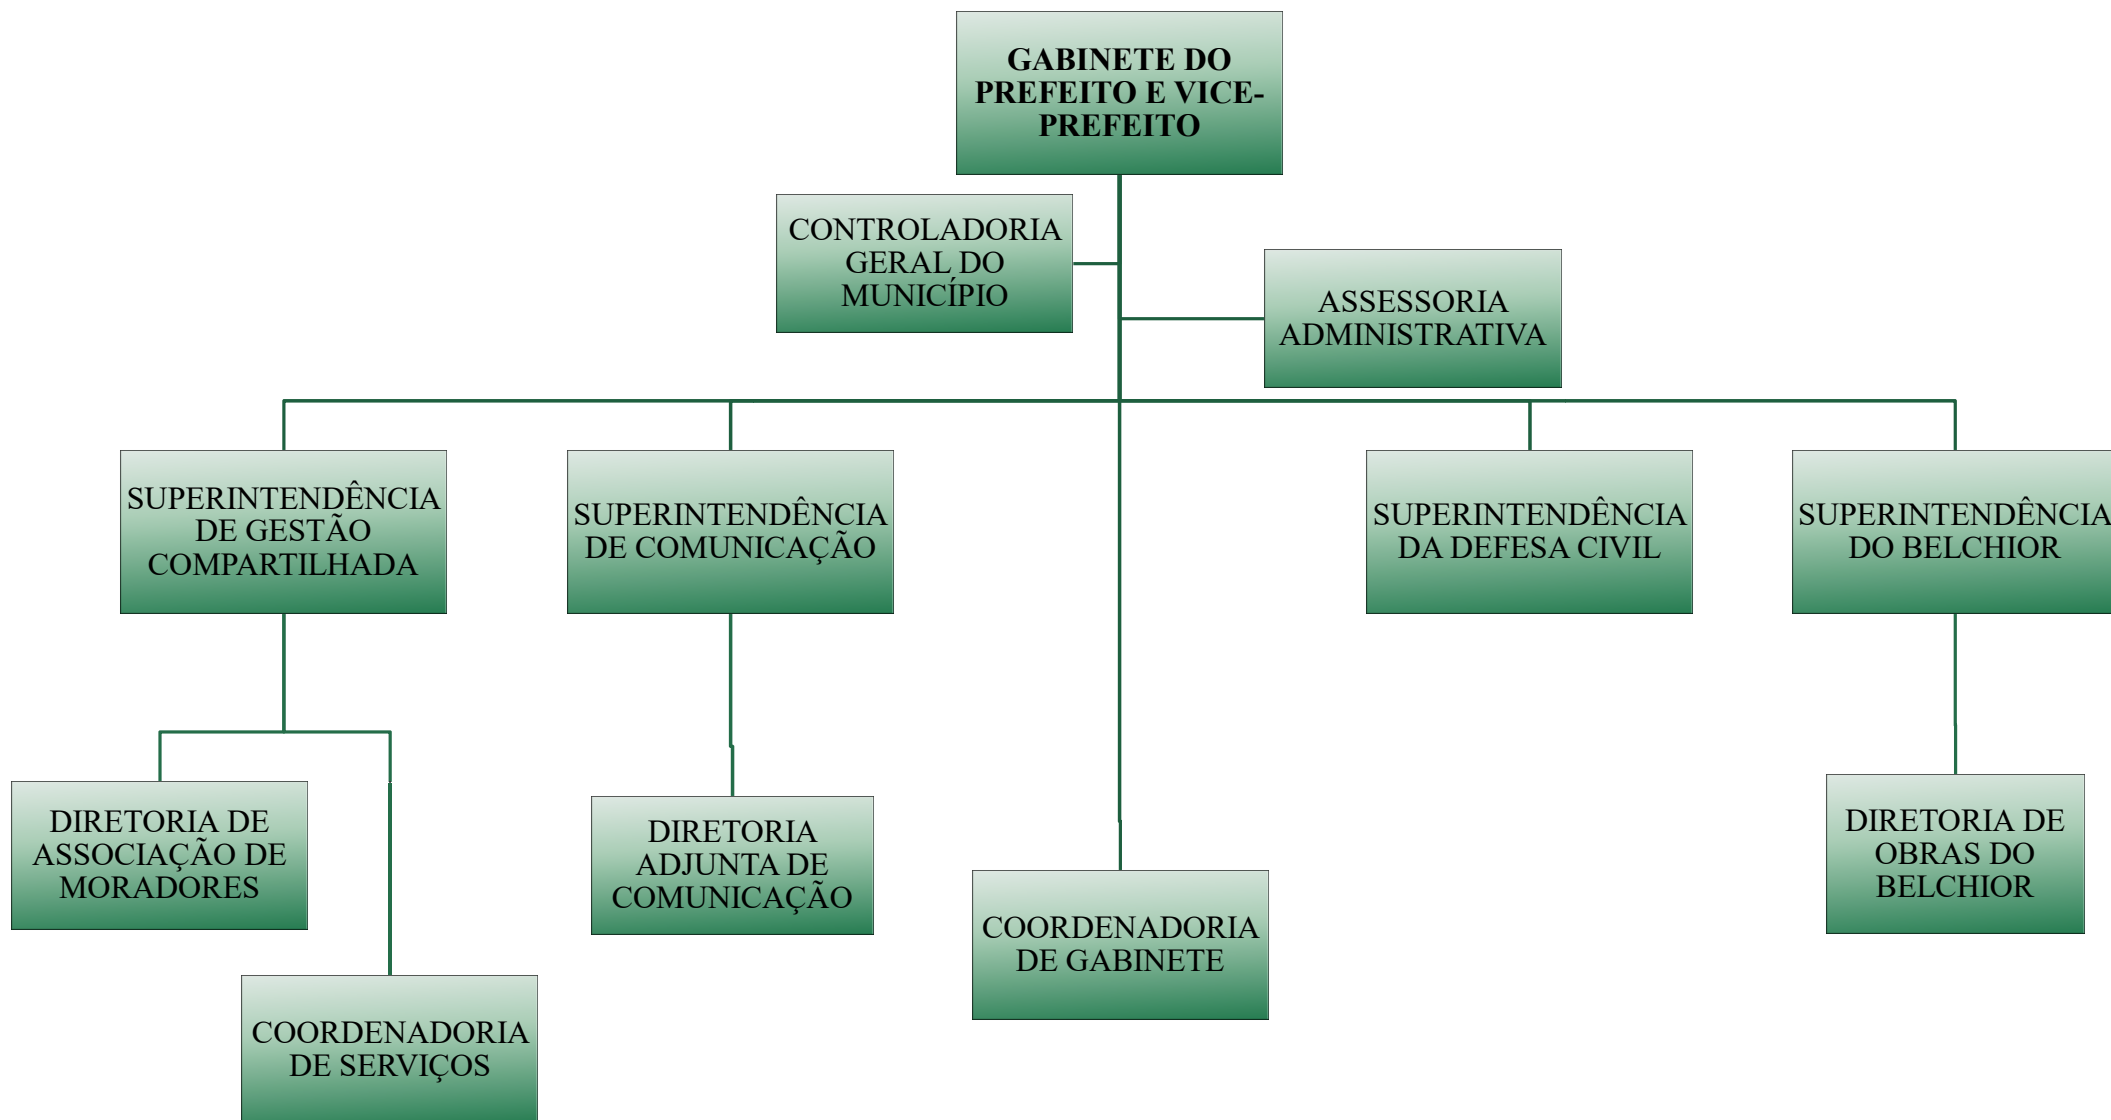 GABINETE DO
PREFEITO E VICE-
PREFEITO
CONTROLADORIA
GERAL DO
MUNICÍPIO
ASSESSORIA
ADMINISTRATIVA
SUPERINTENDÊNCIA
DE GESTÃO
COMPARTILHADA
SUPERINTENDÊNCIA
DE COMUNICAÇÃO
SUPERINTENDÊNCIA
DA DEFESA CIVIL
SUPERINTENDÊNCIA
DO BELCHIOR
DIRETORIA DE
ASSOCIAÇÃO DE
MORADORES
DIRETORIA
ADJUNTA DE
COMUNICAÇÃO
DIRETORIA DE
OBRAS DO
BELCHIOR
COORDENADORIA
DE GABINETE
COORDENADORIA
DE SERVIÇOS